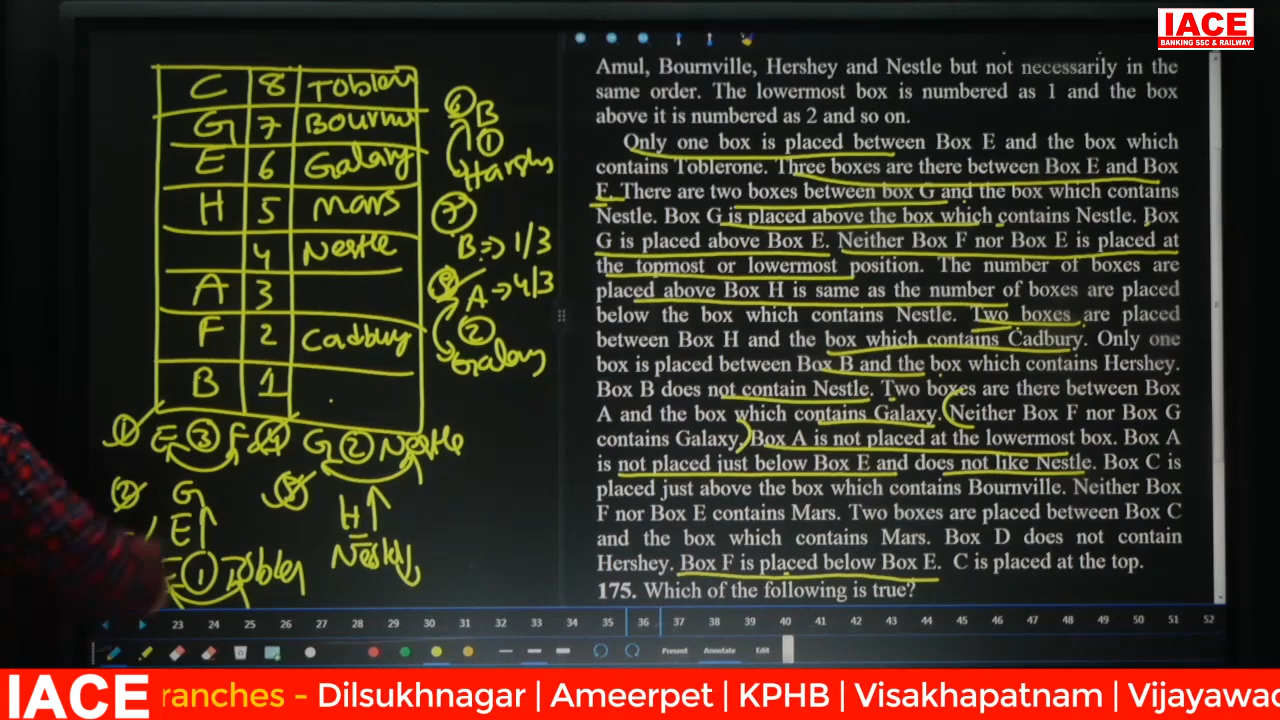 IACE
BANKING SSC & RAILWAY
Amul, Bournville, Hershey and Nestle but not necessarily in the
same order. The lowermost box is numbered as 1 and the box
above it is numbered as 2 and so on.
Only one box is placed between Box E and the box which
contains Toblerone. Three boxes are there between Box E and Box
F. There are two boxes between box G and the box which contains
Nestle. Box G is placed above the box which contains Nestle. Box
G is placed above Box E. Neither Box F nor Box E is placed at
the topmost or lowermost position. The number of boxes are
placed above Box H is same as the number of boxes are placed
below the box which contains Nestle. Two boxes are placed
between Box H and the box which contains Cadbury. Only one
box is placed between Box B and the box which contains Hershey.
Box B does not contain Nestle. Two boxes are there between Box
A and the box which contains Galaxy. Neither Box F nor Box G
contains Galaxy. Box A is not placed at the lowermost box. Box A
is not placed just below Box E and does not like Nestle. Box C is
placed just above the box which contains Bournville. Neither Box
F nor Box E contains Mars. Two boxes are placed between Box C
and the box which contains Mars. Box D does not contain
Hershey. Box F is placed below Box E. C is placed at the top.
175. Which of the following is true?
C 8
G 7
E 6 Galaxy
H 5 Mars
4 Nestle
A 3
F 2 Cadbury
B 1
6 B
1
7
B => 1/3
8 A → 4/3
2
Galaxy
1 E 3 F 4 G 2 Nestle
2 G 5
E H
1
23 24 25 26 27 28 29 30 31 32 33 34 35 36 37 38 39 40 41 42 43 44 45 46 47 48 49 50 51 52
Present Annotate Edit
IACE
ranches - Dilsukhnagar | Ameerpet | KPHB | Visakhapatnam | Vijayawad